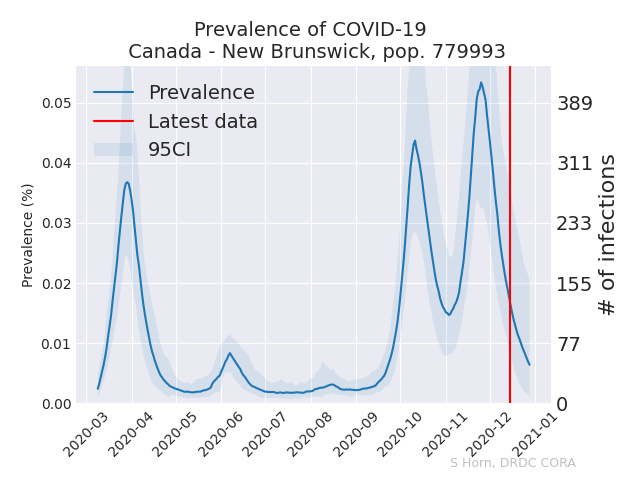 Prevalence of COVID-19
Canada - New Brunswick, pop. 779993
Prevalence
Latest data
95CI
Prevalence (%)
0.05
0.04
0.03
0.02
0.01
0.00
389
311
233
155
77
0
# of infections
2020-03
2020-04
2020-05
2020-06
2020-07
2020-08
2020-09
2020-10
2020-11
2020-12
2021-01
S Horn, DRDC CORA